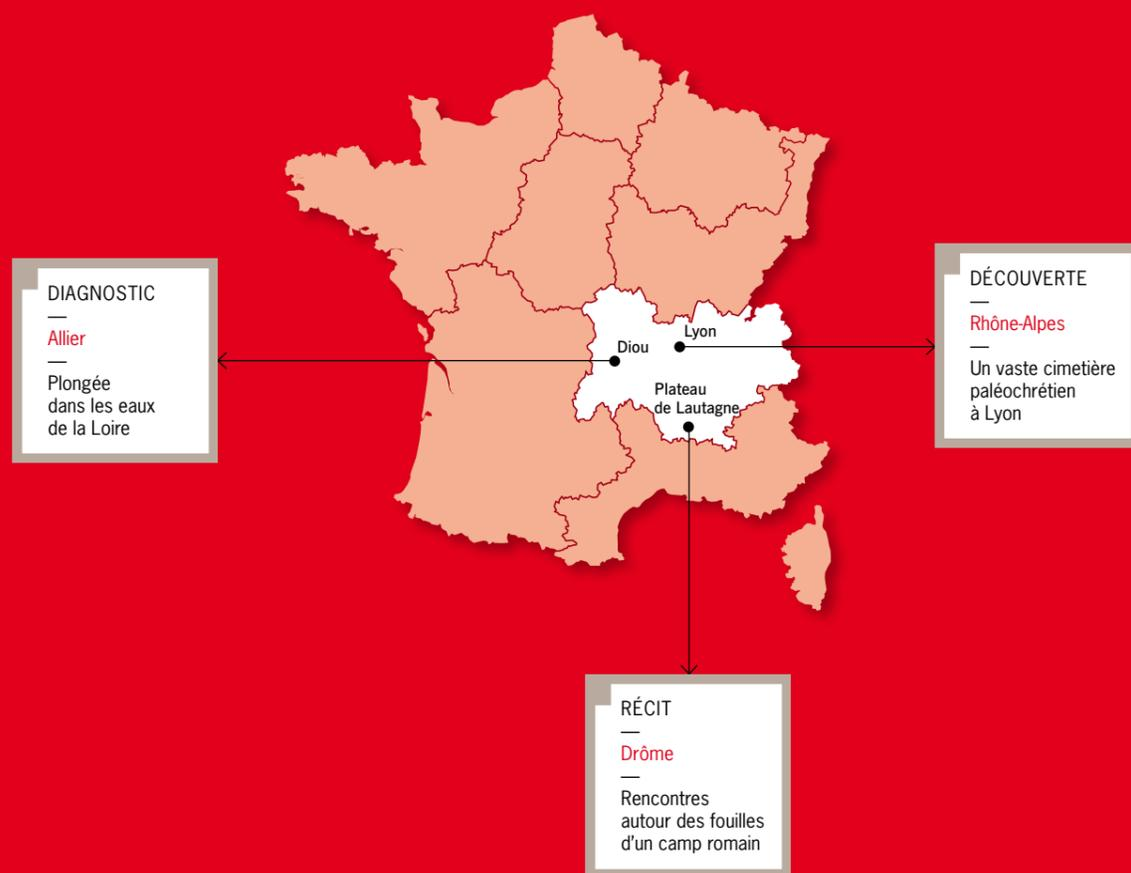 DIAGNOSTIC
—
Allier
—
Plongée
dans les eaux
de la Loire
Diou
Lyon
Plateau
de Lautagne
DÉCOUVERTE
—
Rhône-Alpes
—
Un vaste cimetière
paléochrétien
à Lyon
RÉCIT
—
Drôme
—
Rencontres
autour des fouilles
d'un camp romain